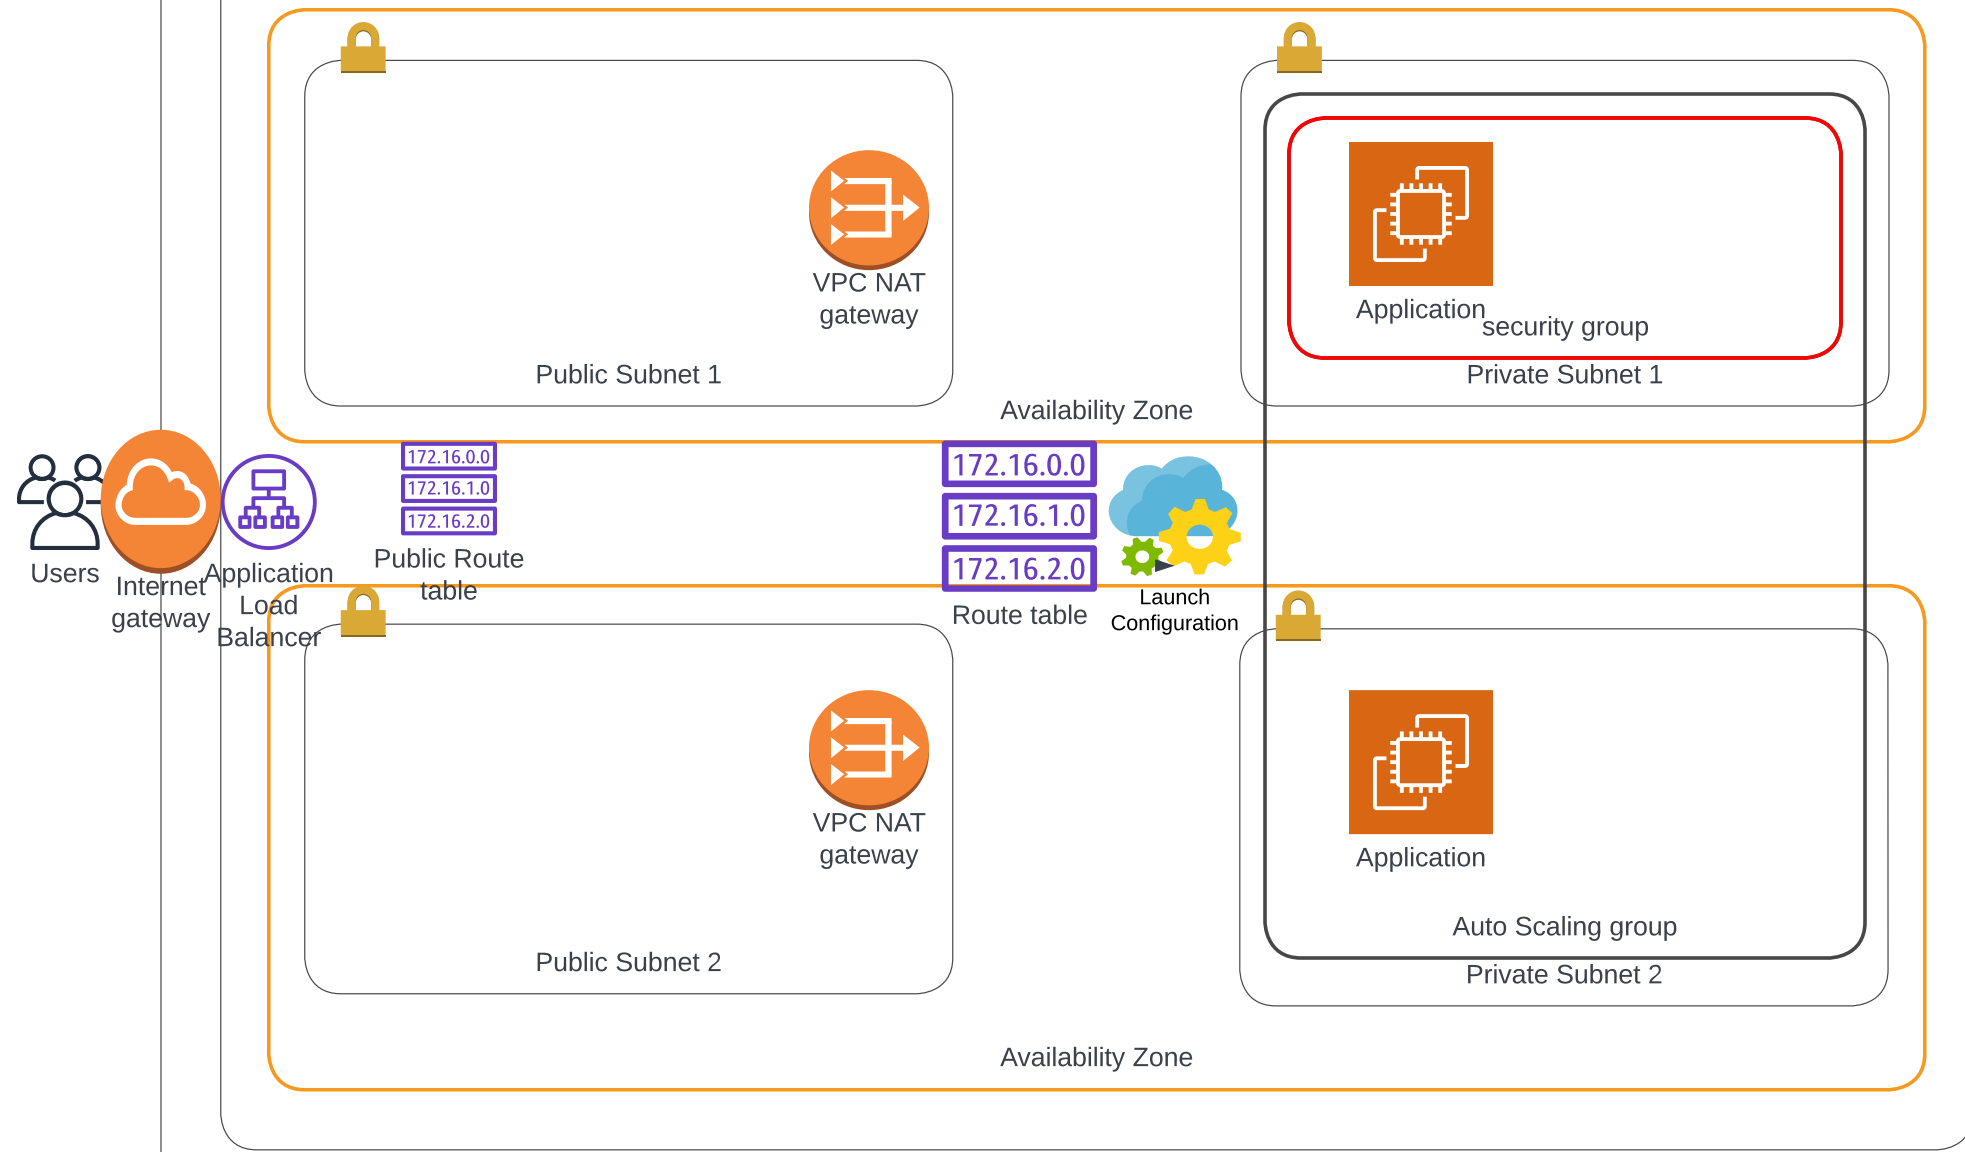 VPC NAT
gateway
Public Subnet 1
Application
security group
Private Subnet 1
Availability Zone
Users
Internet
gateway
Application
Load
Balancer
172.16.0.0
172.16.1.0
172.16.2.0
Public Route
table
172.16.0.0
172.16.1.0
172.16.2.0
Route table
Launch
Configuration
VPC NAT
gateway
Public Subnet 2
Application
Auto Scaling group
Private Subnet 2
Availability Zone